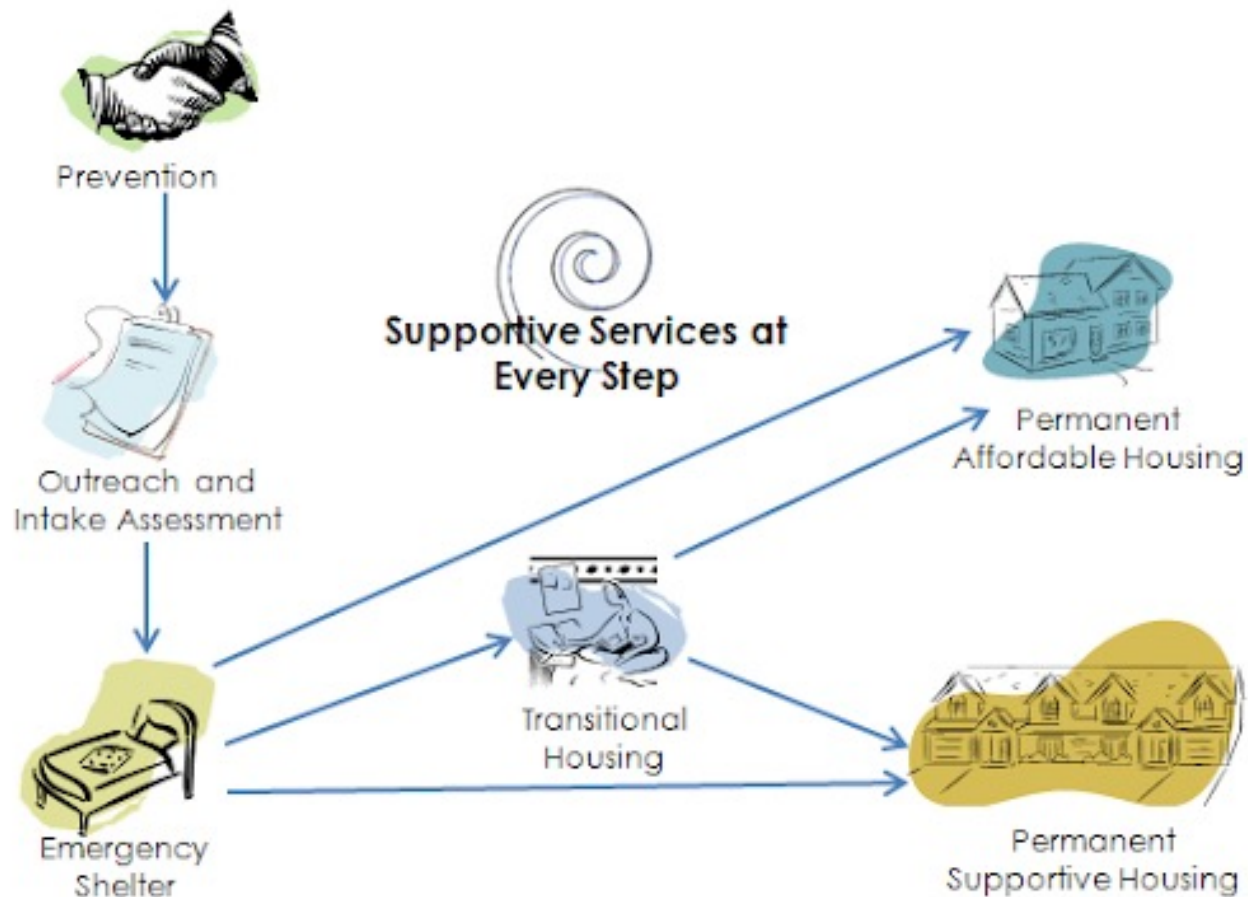 Prevention
Supportive Services at
Every Step
Outreach and
Intake Assessment
Permanent
Affordable Housing
Transitional
Housing
Emergency
Shelter
Permanent
Supportive Housing